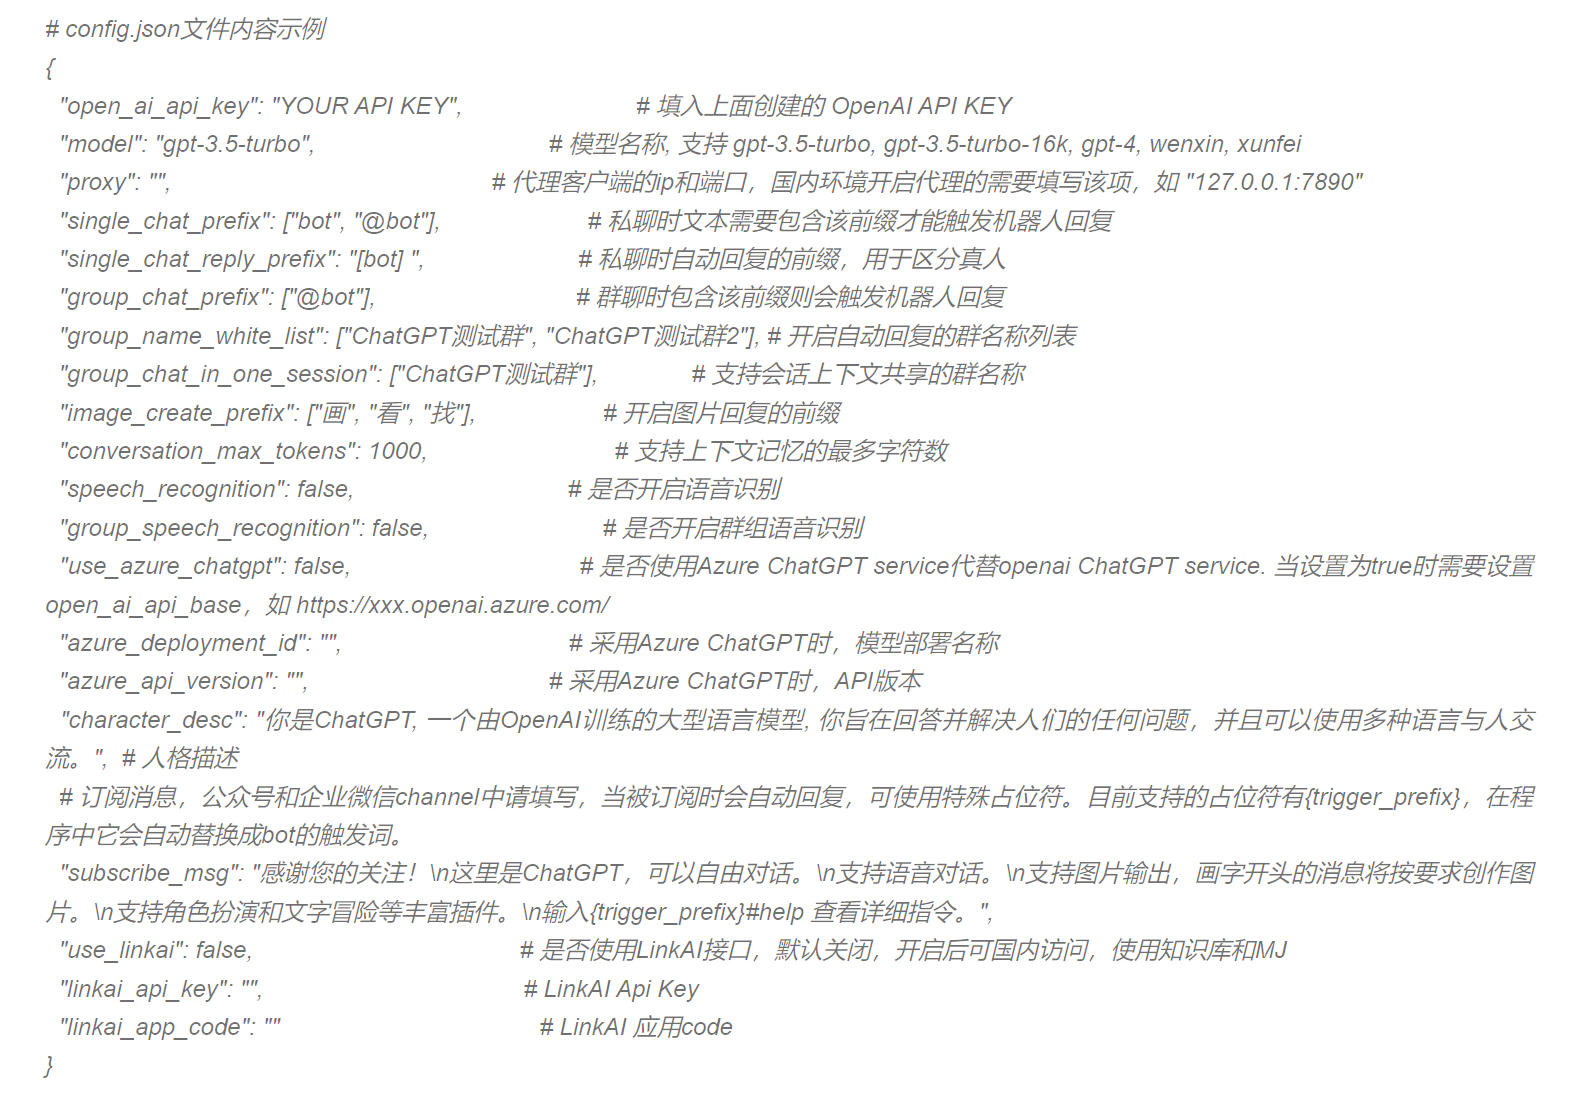 # config.json文件内容示例
{
"open_ai_api_key": "YOUR API KEY", # 填入上面创建的 OpenAI API KEY
"model": "gpt-3.5-turbo", # 模型名称, 支持 gpt-3.5-turbo, gpt-3.5-turbo-16k, gpt-4, wenxin, xunfei
"proxy": "", # 代理客户端的ip和端口，国内环境开启代理的需要填写该项，如 "127.0.0.1:7890"
"single_chat_prefix": ["bot", "@bot"], # 私聊时文本需要包含该前缀才能触发机器人回复
"single_chat_reply_prefix": "[bot] ", # 私聊时自动回复的前缀，用于区分真人
"group_chat_prefix": ["@bot"], # 群聊时包含该前缀则会触发机器人回复
"group_name_white_list": ["ChatGPT测试群", "ChatGPT测试群2"], # 开启自动回复的群名称列表
"group_chat_in_one_session": ["ChatGPT测试群"], # 支持会话上下文共享的群名称
"image_create_prefix": ["画", "看", "找"], # 开启图片回复的前缀
"conversation_max_tokens": 1000, # 支持上下文记忆的最多字符数
"speech_recognition": false, # 是否开启语音识别
"group_speech_recognition": false, # 是否开启群组语音识别
"use_azure_chatgpt": false, # 是否使用Azure ChatGPT service代替openai ChatGPT service. 当设置为true时需要设置
open_ai_api_base，如 https://xxx.openai.azure.com/
"azure_deployment_id": "", # 采用Azure ChatGPT时，模型部署名称
"azure_api_version": "", # 采用Azure ChatGPT时，API版本
"character_desc": "你是ChatGPT, 一个由OpenAI训练的大型语言模型, 你旨在回答并解决人们的任何问题，并且可以使用多种语言与人交
流。", # 人格描述
# 订阅消息，公众号和企业微信channel中请填写，当被订阅时会自动回复，可使用特殊占位符。目前支持的占位符有{trigger_prefix}，在程
序中它会自动替换成bot的触发词。
"subscribe_msg": "感谢您的关注！\n这里是ChatGPT，可以自由对话。\n支持语音对话。\n支持图片输出，画字开头的消息将按要求创作图
片。\n支持角色扮演和文字冒险等丰富插件。\n输入{trigger_prefix}#help 查看详细指令。",
"use_linkai": false, # 是否使用LinkAI接口，默认关闭，开启后可国内访问，使用知识库和MJ
"linkai_api_key": "", # LinkAI Api Key
"linkai_app_code": "" # LinkAI 应用code
}